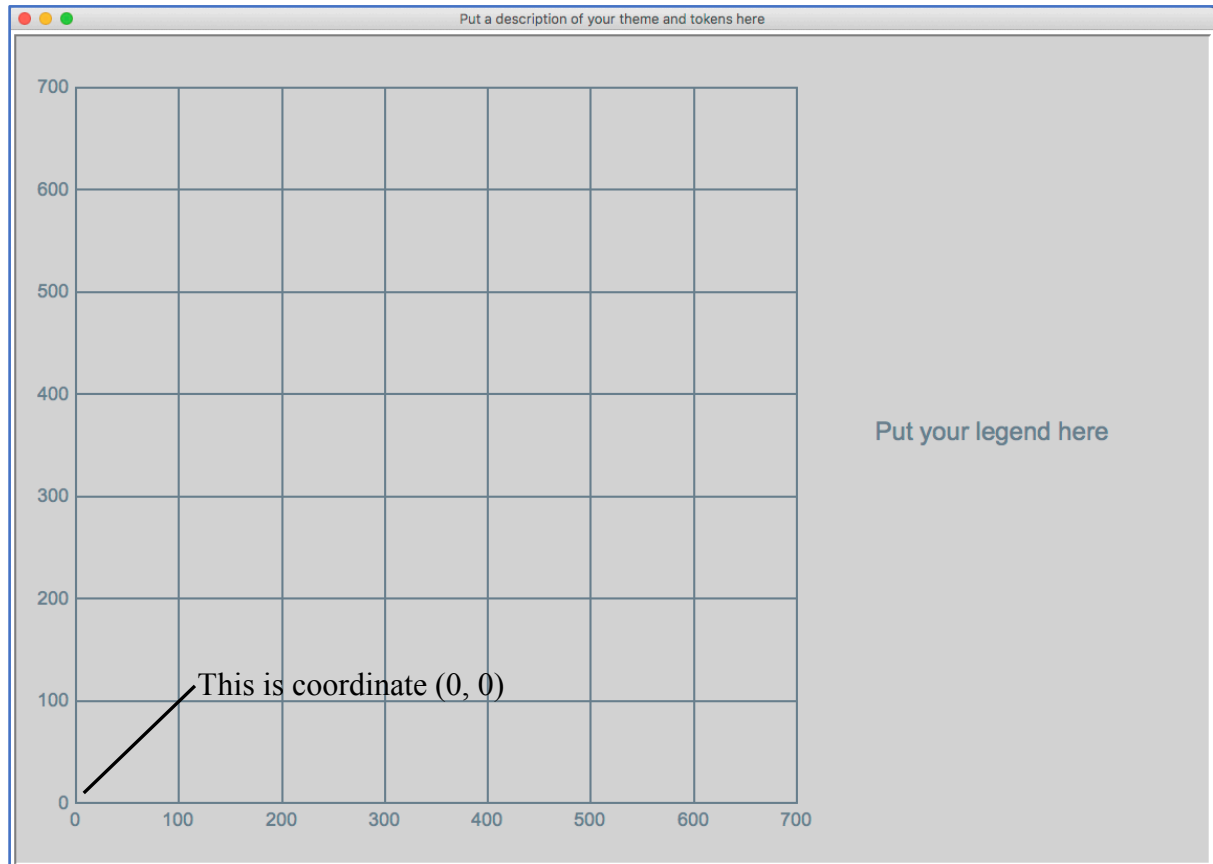 Put a description of your theme and tokens here
700
600
500
400
Put your legend here
300
200
This is coordinate (0, 0)
100
0
0 100 200 300 400 500 600 700